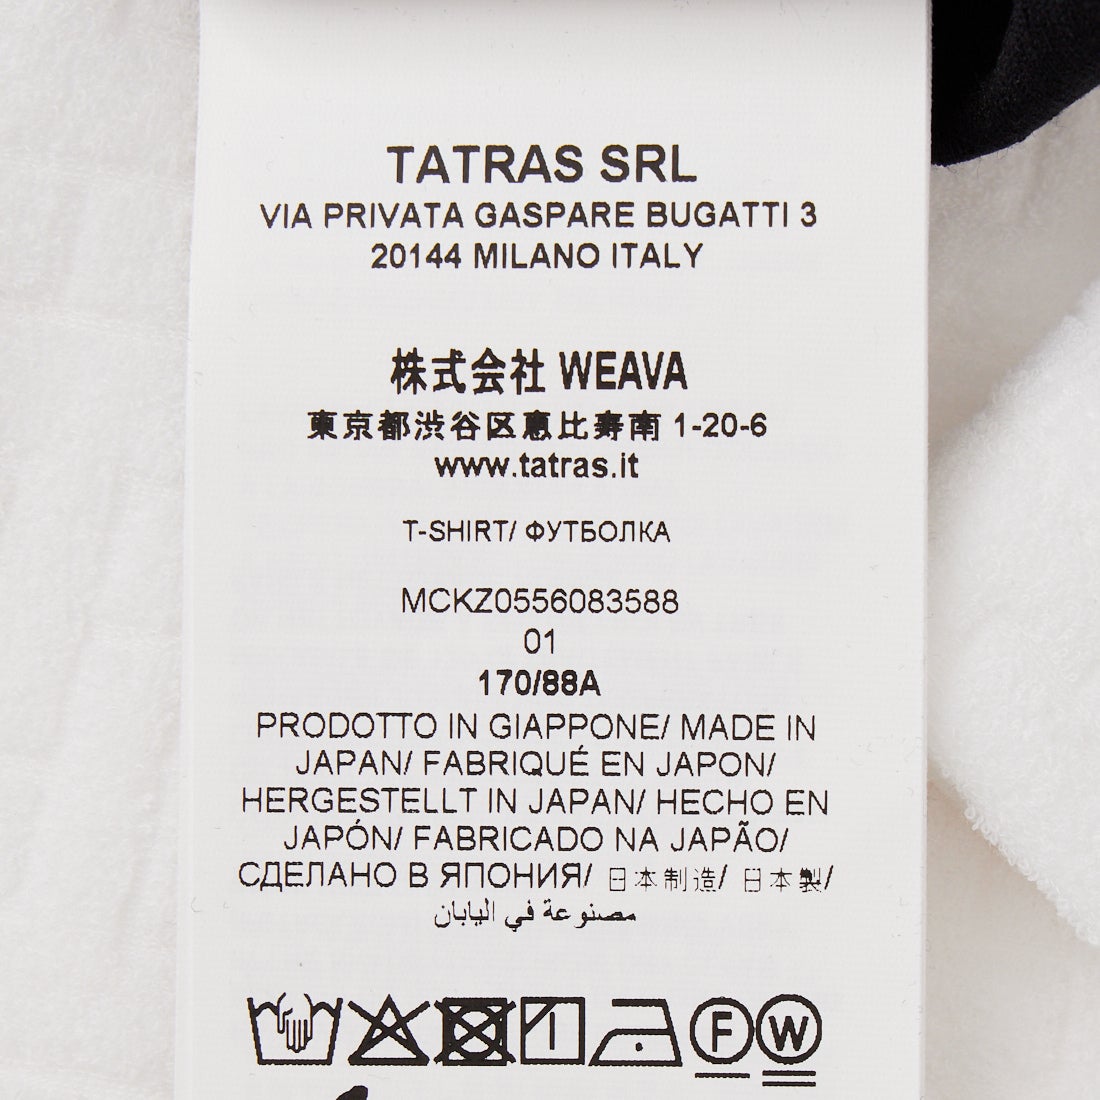 TATRAS SRL
VIA PRIVATA GASPARE BUGATTI 3
20144 MILANO ITALY
株式会社 WEAVA
東京都渋谷区恵比寿南 1-20-6
www.tatras.it
T-SHIRT/ ФУТБОЛКА
MCKZ0556083588
01
170/88A
PRODOTTO IN GIAPPONE/ MADE IN
JAPAN/ FABRIQUÉ EN JAPON/
HERGESTELLT IN JAPAN/ HECHO EN
JAPÓN/ FABRICADO NA JAPÃO/
СДЕЛАНО В ЯПОНИЯ/ 日本制造/ 日本製/
مصنوعة في اليابان
F W